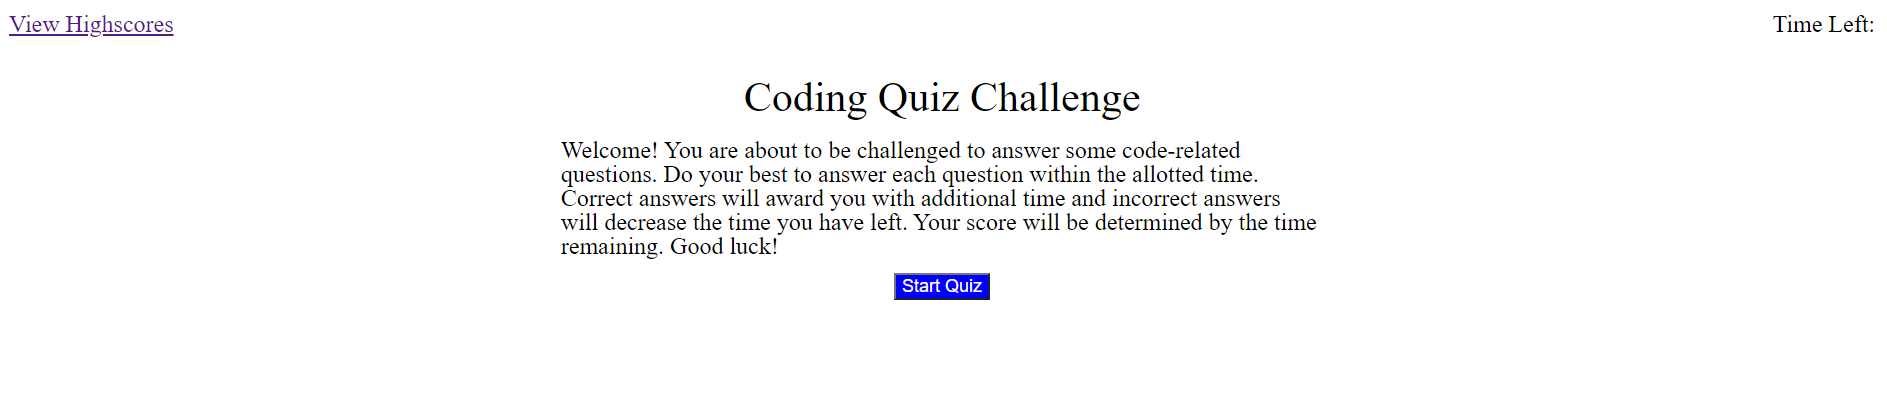 View Highscores
Time Left:
Coding Quiz Challenge
Welcome! You are about to be challenged to answer some code-related
questions. Do your best to answer each question within the allotted time.
Correct answers will award you with additional time and incorrect answers
will decrease the time you have left. Your score will be determined by the time
remaining. Good luck!
Start Quiz